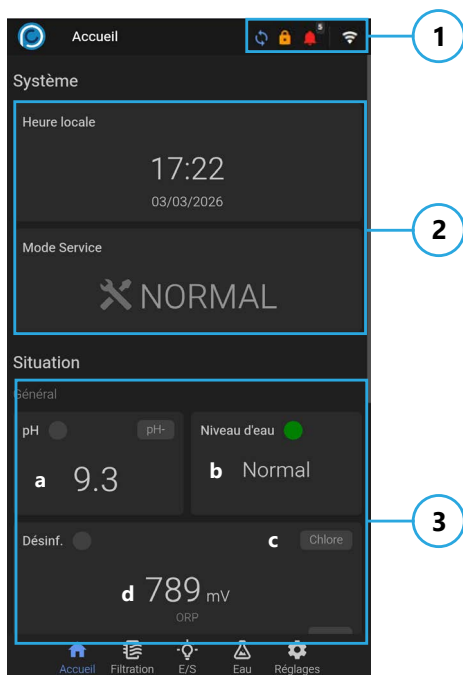 Accueil
5
1
Système
Heure locale
17:22
03/03/2026
2
Mode Service
NORMAL
Situation
Général
pH
pH-
Niveau d'eau
a
9.3
b
Normal
3
Désinf.
c
Chlore
d
789 mV
ORP
Accueil
Filtration
E/S
Eau
Réglages